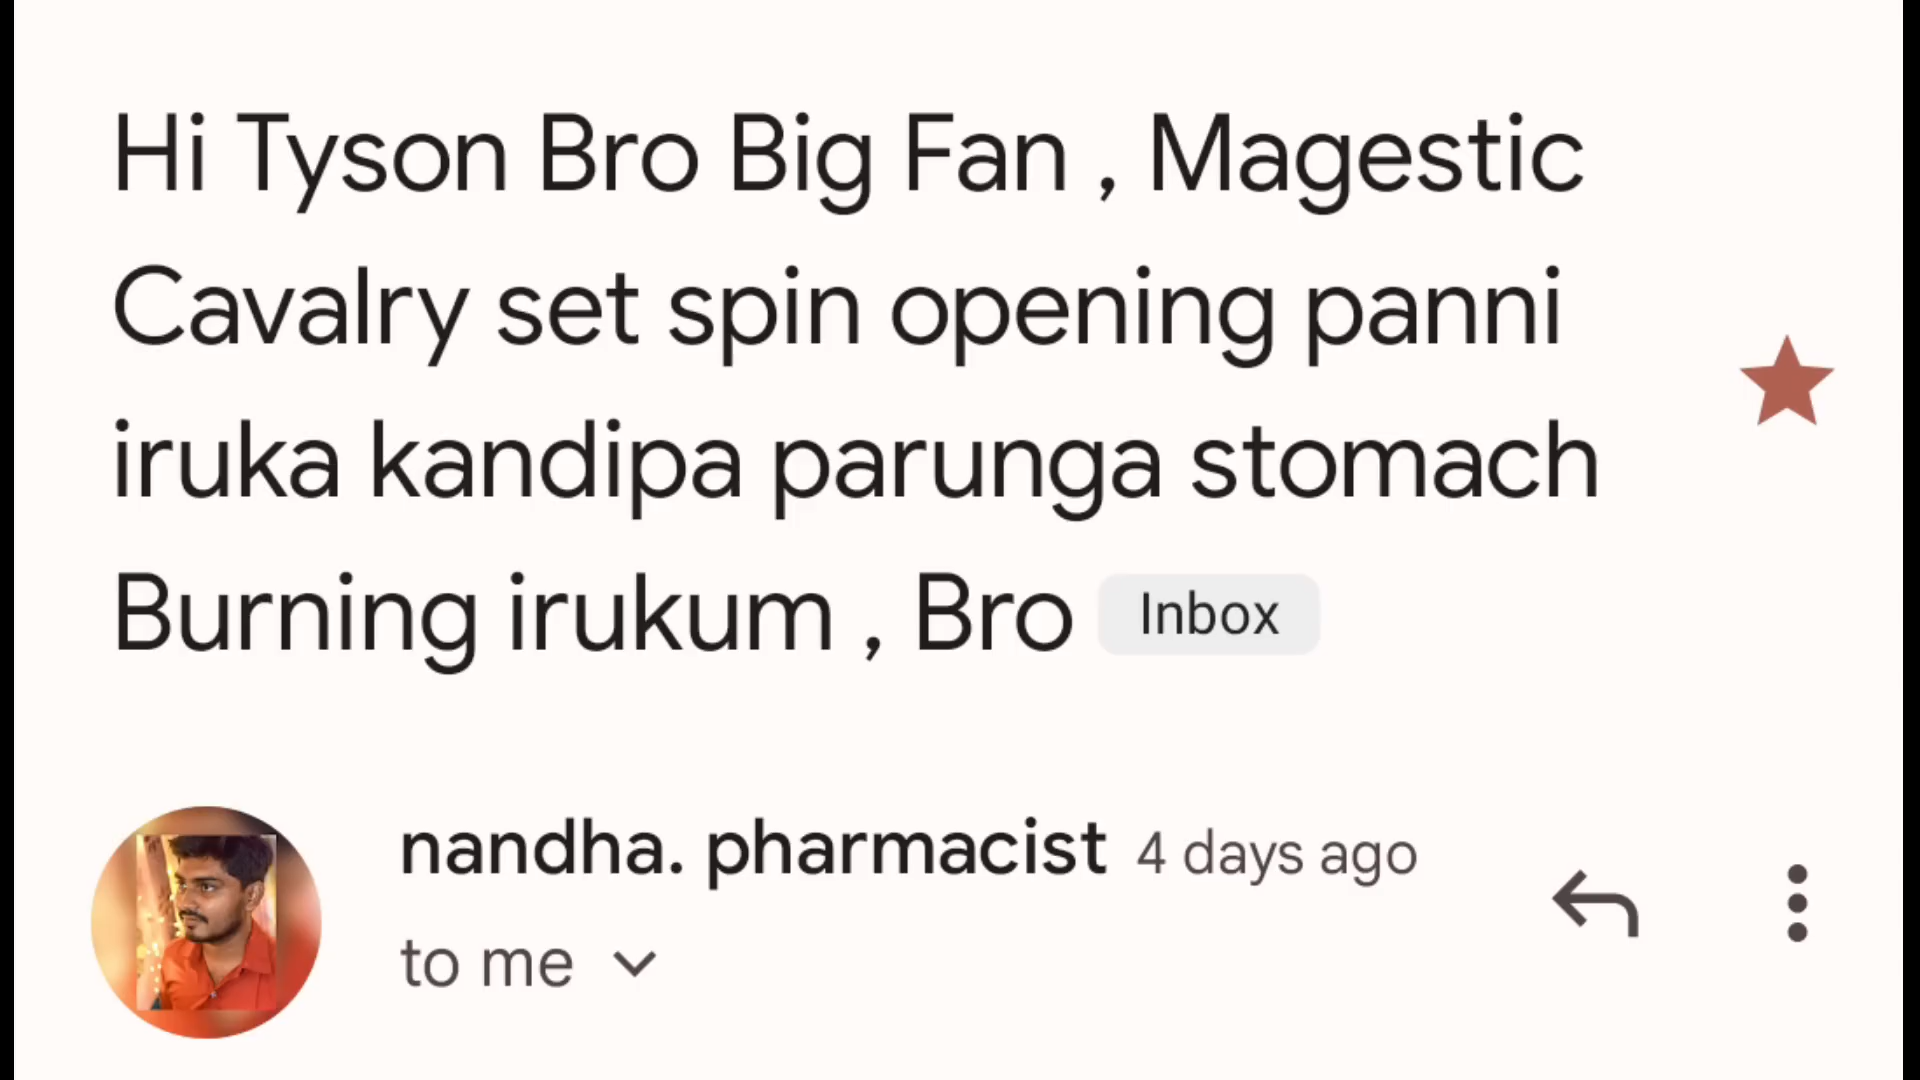 Hi Tyson Bro Big Fan , Magestic
Cavalry set spin opening panni
iruka kandipa parunga stomach
Burning irukum , Bro Inbox
nandha. pharmacist 4 days ago
to me